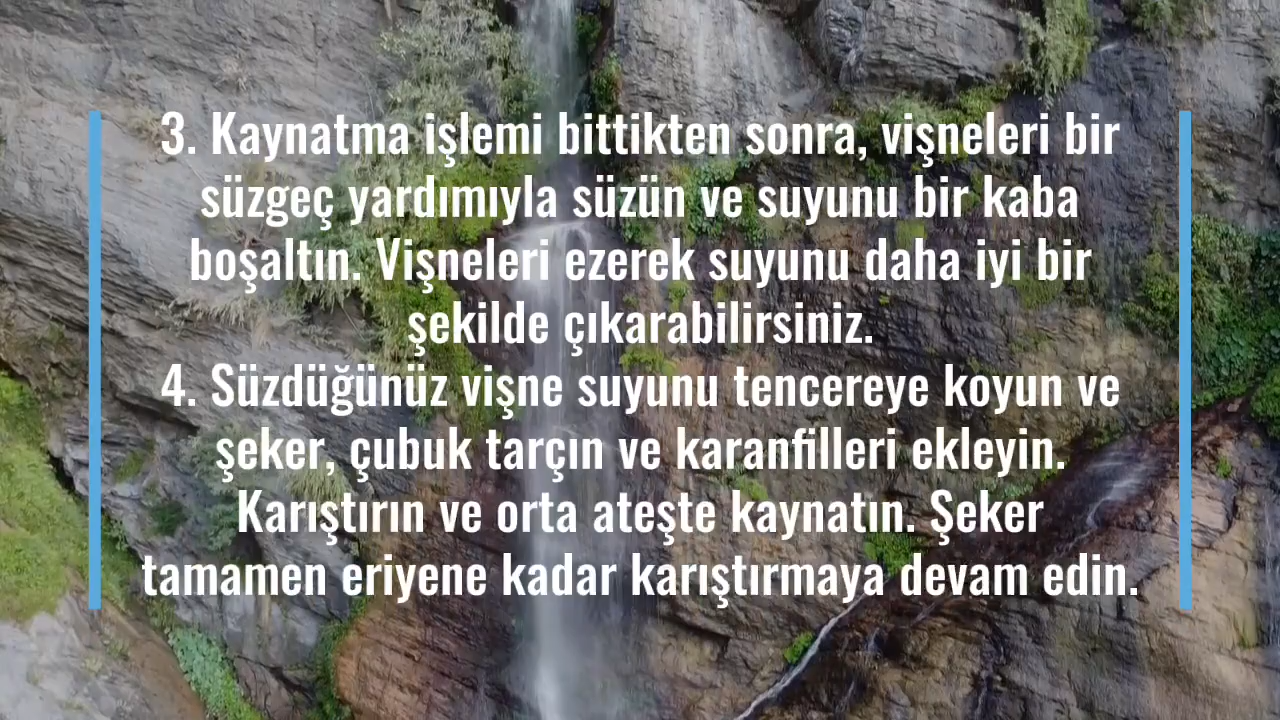 3. Kaynatma işlemi bittikten sonra, vişneleri bir
süzgeç yardımıyla süzün ve suyunu bir kaba
boşaltın. Vişneleri ezerek suyunu daha iyi bir
şekilde çıkarabilirsiniz.
4. Süzdüğünüz vişne suyunu tencereye koyun ve
şeker, çubuk tarçın ve karanfilleri ekleyin.
Karıştırın ve orta ateşte kaynatın. Şeker
tamamen eriyene kadar karıştırmaya devam edin.